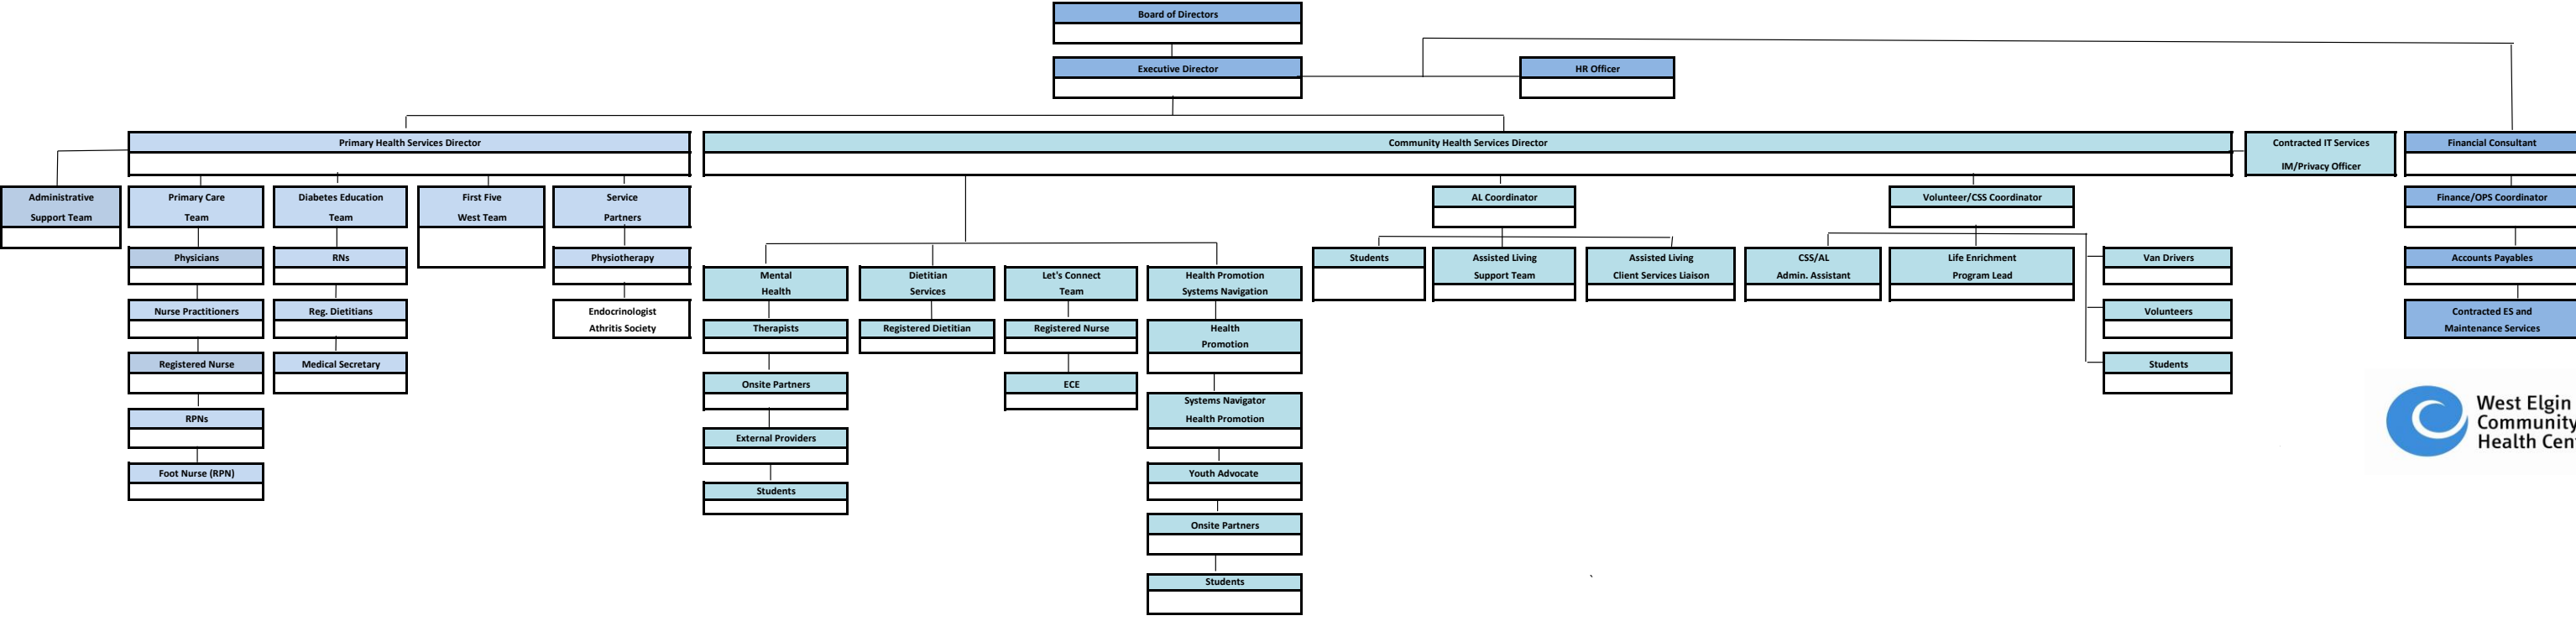 Board of Directors
Executive Director
HR Officer
Primary Health Services Director
Community Health Services Director
Contracted IT Services
IM/Privacy Officer
Financial Consultant
Administrative
Support Team
Primary Care
Team
Diabetes Education
Team
First Five
West Team
Service
Partners
AL Coordinator
Volunteer/CSS Coordinator
Finance/OPS Coordinator
Physicians
RNs
Physiotherapy
Mental
Health
Dietitian
Services
Let's Connect
Team
Health Promotion
Systems Navigation
Students
Assisted Living
Support Team
Assisted Living
Client Services Liaison
CSS/AL
Admin. Assistant
Life Enrichment
Program Lead
Van Drivers
Accounts Payables
Nurse Practitioners
Reg. Dietitians
Endocrinologist
Athritis Society
Therapists
Registered Dietitian
Registered Nurse
Health
Promotion
Volunteers
Contracted ES and
Maintenance Services
Registered Nurse
Medical Secretary
Onsite Partners
ECE
Systems Navigator
Health Promotion
Students
RPNs
External Providers
Foot Nurse (RPN)
Youth Advocate
Students
Onsite Partners
Students
West Elgin
Community
Health Cen